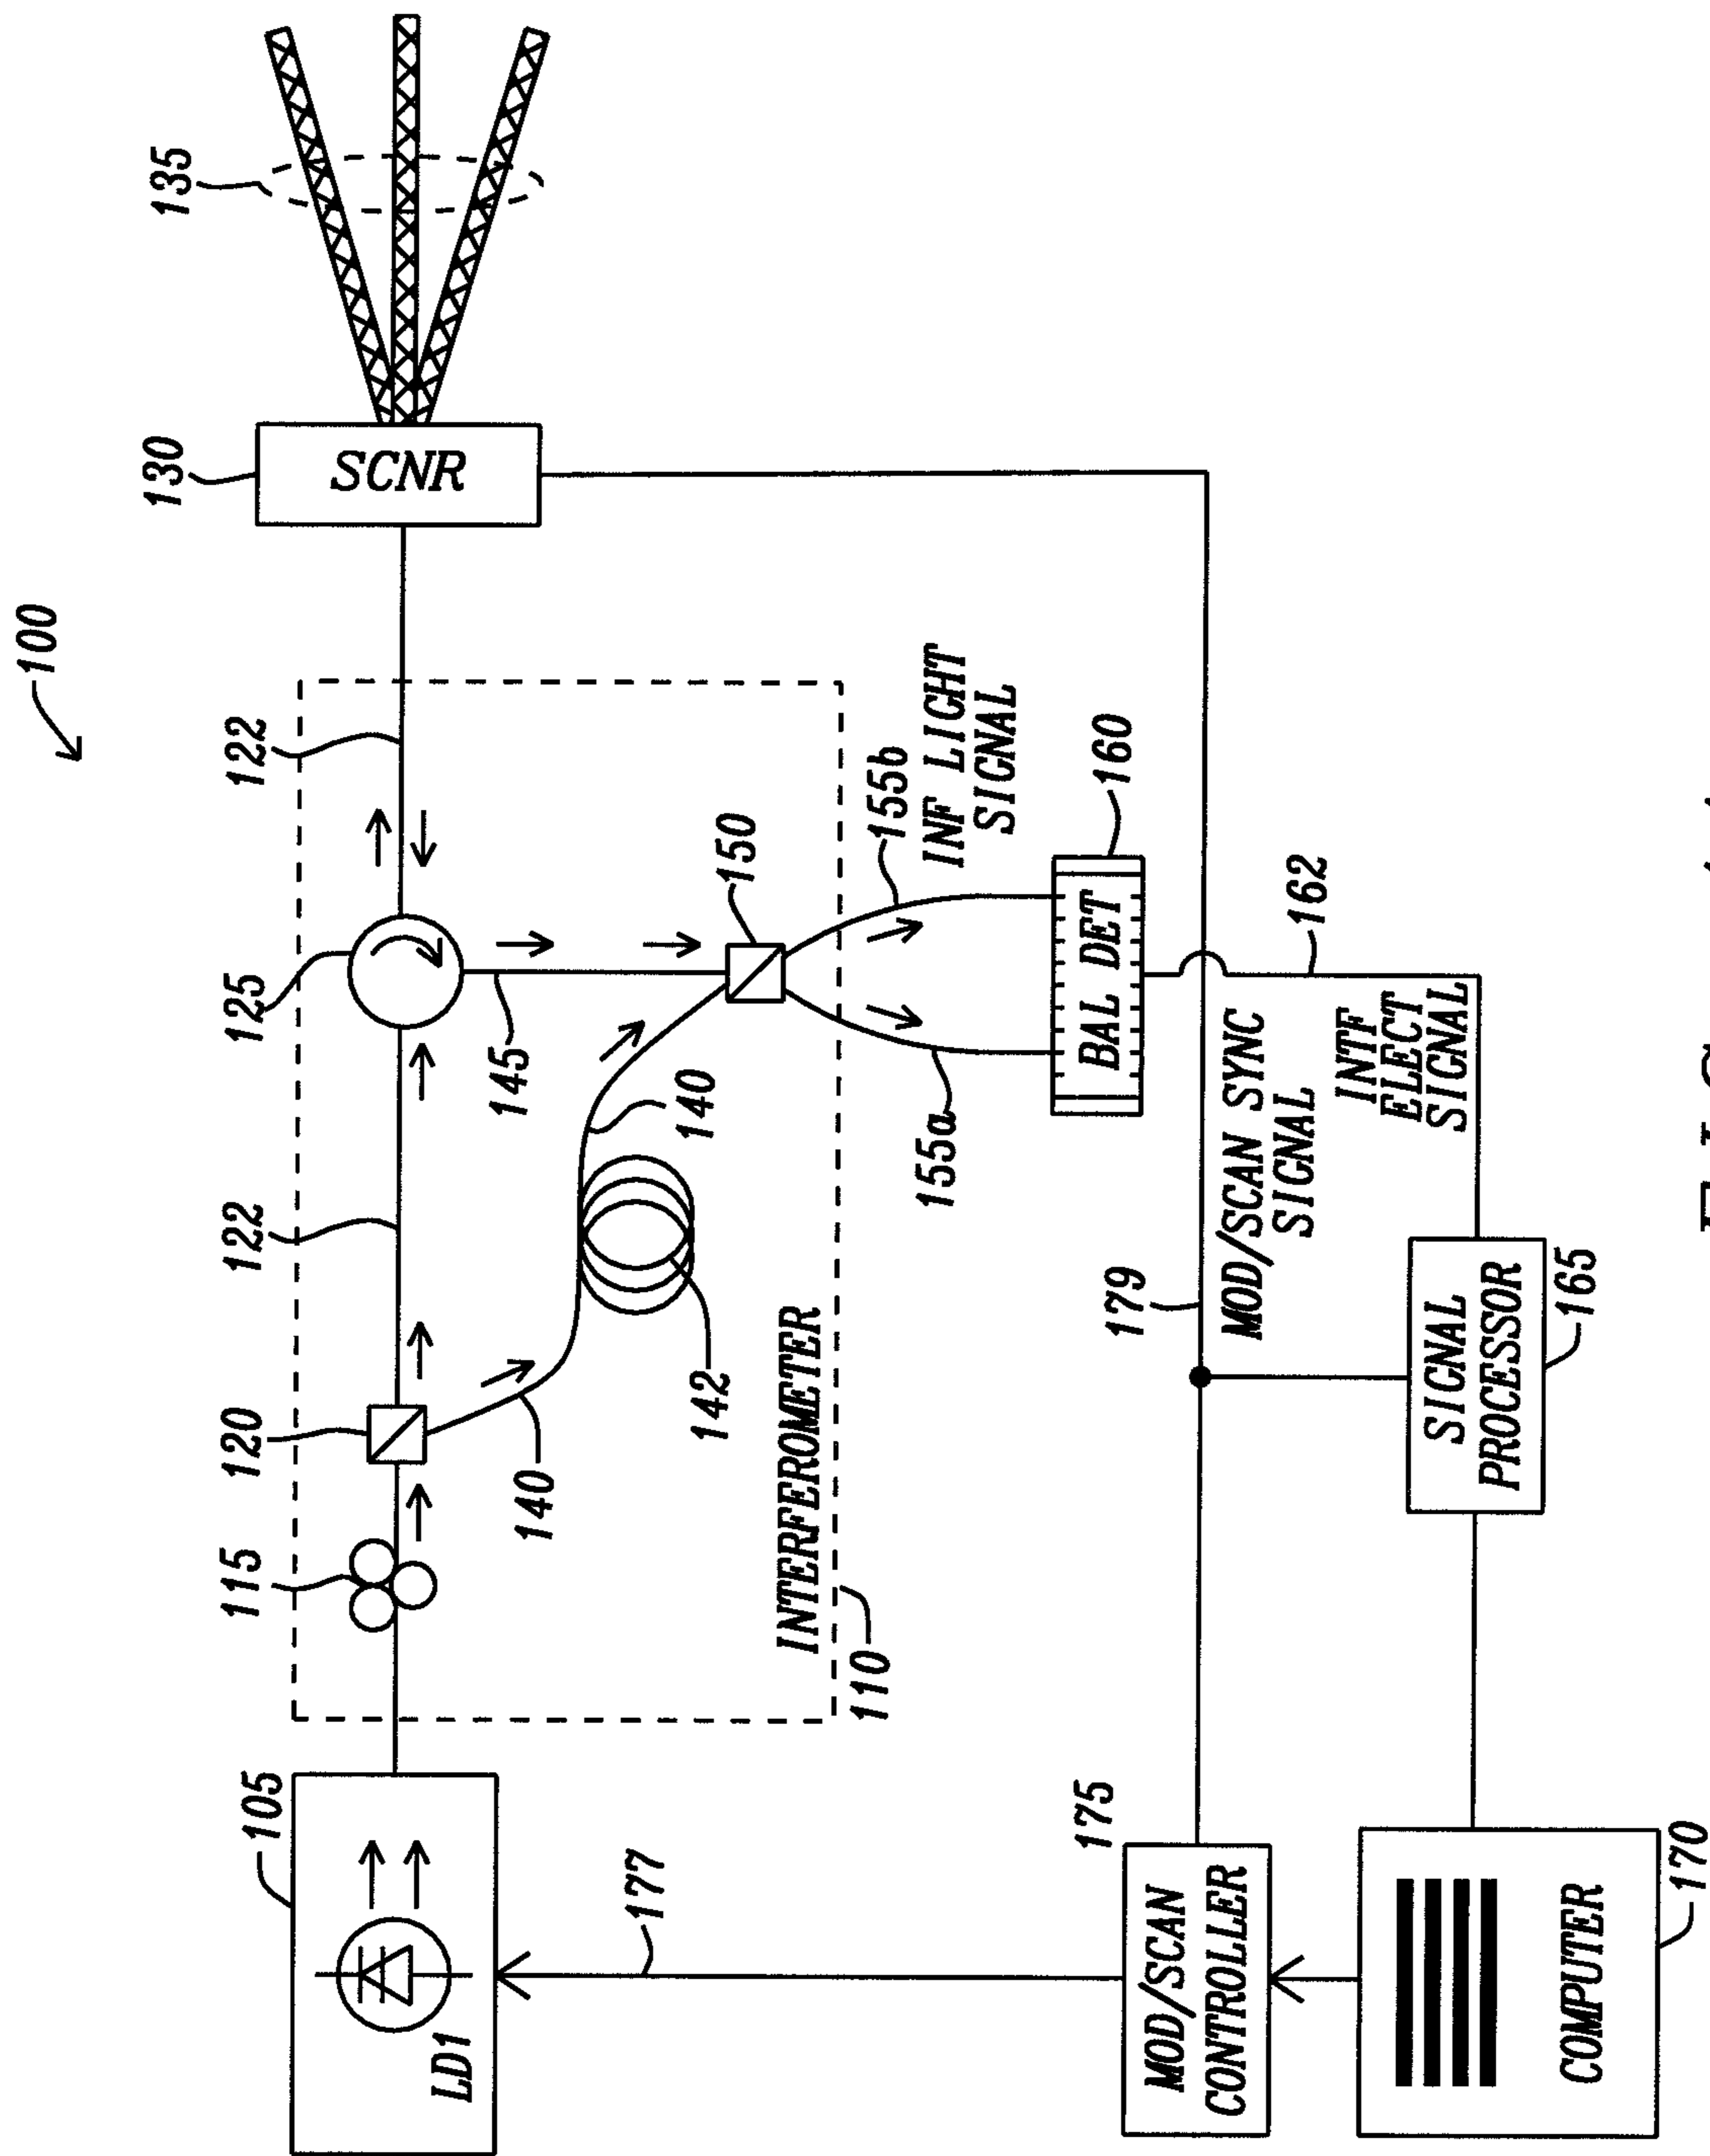 100
105
LD1
115
120
122
125
122
130
SCNR
135
140
142
140
145
150
INTERFEROMETER
110
155a
155b
INF LIGHT
SIGNAL
BAL DET
160
177
175
MOD/SCAN
CONTROLLER
179
MOD/SCAN SYNC
SIGNAL
162
INTF
ELECT
SIGNAL
SIGNAL
PROCESSOR
165
COMPUTER
170